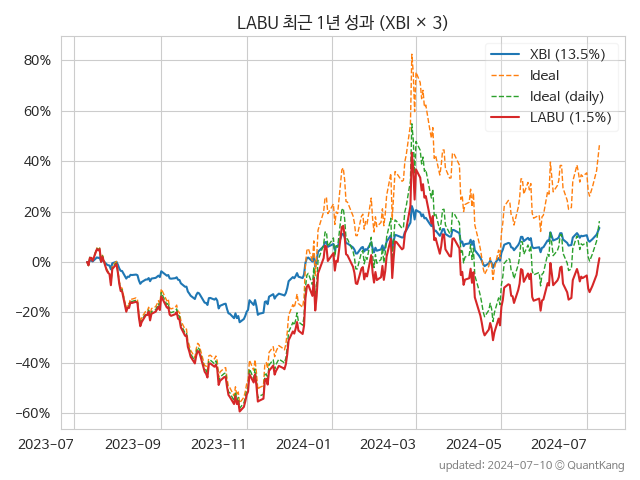 LABU 최근 1년 성과 (XBI × 3)
XBI (13.5%)
Ideal
Ideal (daily)
LABU (1.5%)
80%
60%
40%
20%
0%
−20%
−40%
−60%
2023-07 2023-09 2023-11 2024-01 2024-03 2024-05 2024-07
updated: 2024-07-10 © QuantKang